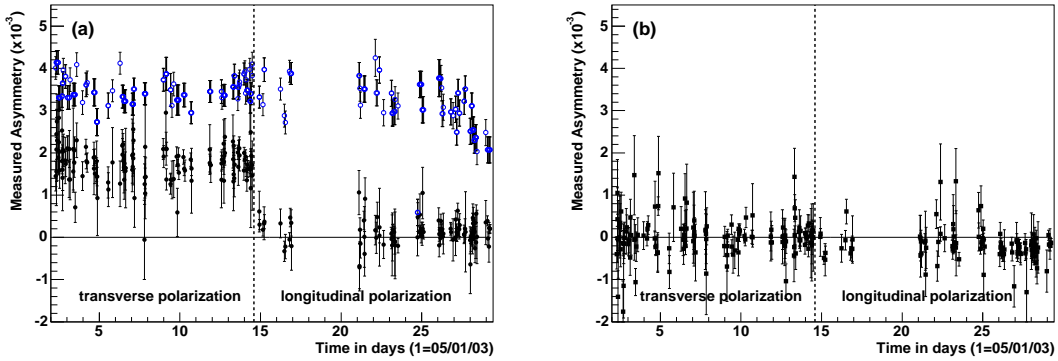 (a)
Measured Asymmetry (x10-3)
5
4
3
2
1
0
-1
-2
transverse polarization
longitudinal polarization
5 10 15 20 25
Time in days (1=05/01/03)
(b)
Measured Asymmetry (x10-3)
5
4
3
2
1
0
-1
-2
transverse polarization
longitudinal polarization
5 10 15 20 25
Time in days (1=05/01/03)